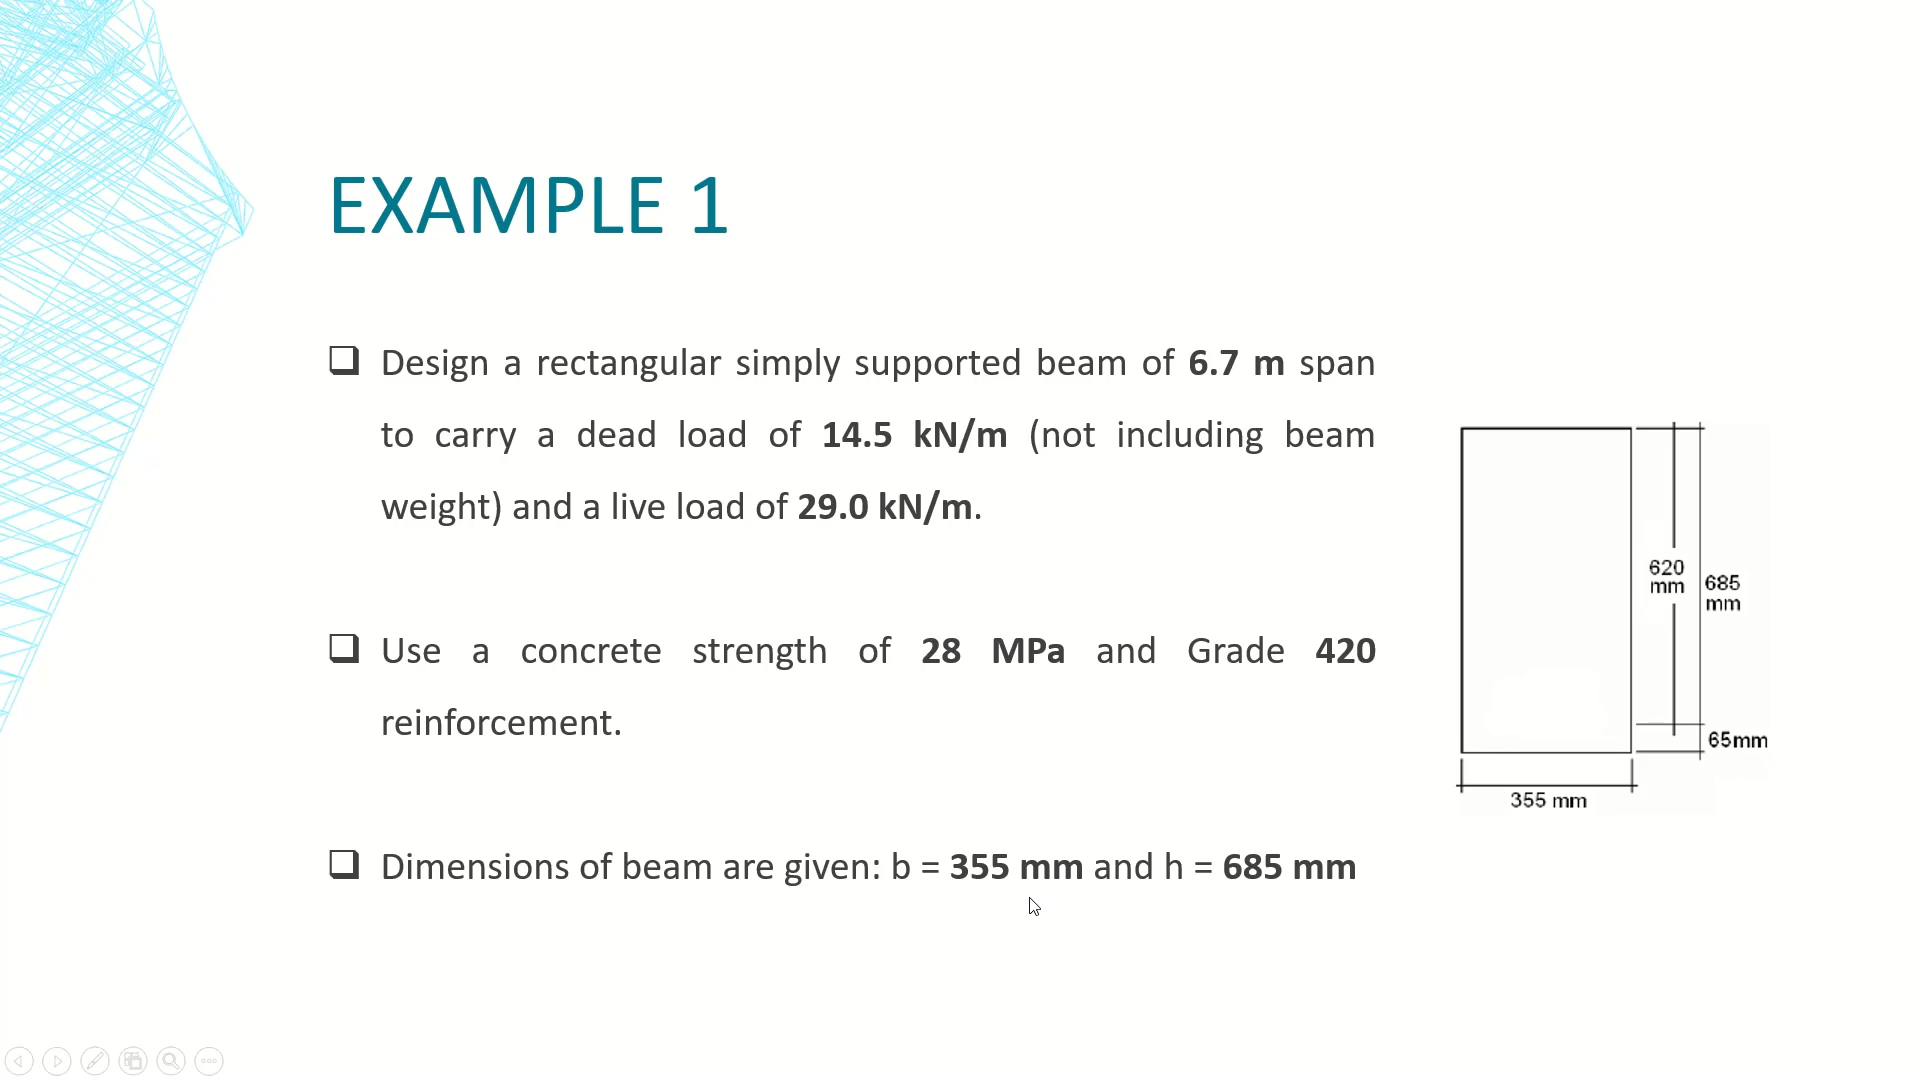 EXAMPLE 1
Design a rectangular simply supported beam of 6.7 m span
to carry a dead load of 14.5 kN/m (not including beam
weight) and a live load of 29.0 kN/m.
Use a concrete strength of 28 MPa and Grade 420
reinforcement.
Dimensions of beam are given: b = 355 mm and h = 685 mm
620
mm
685
mm
65mm
355 mm